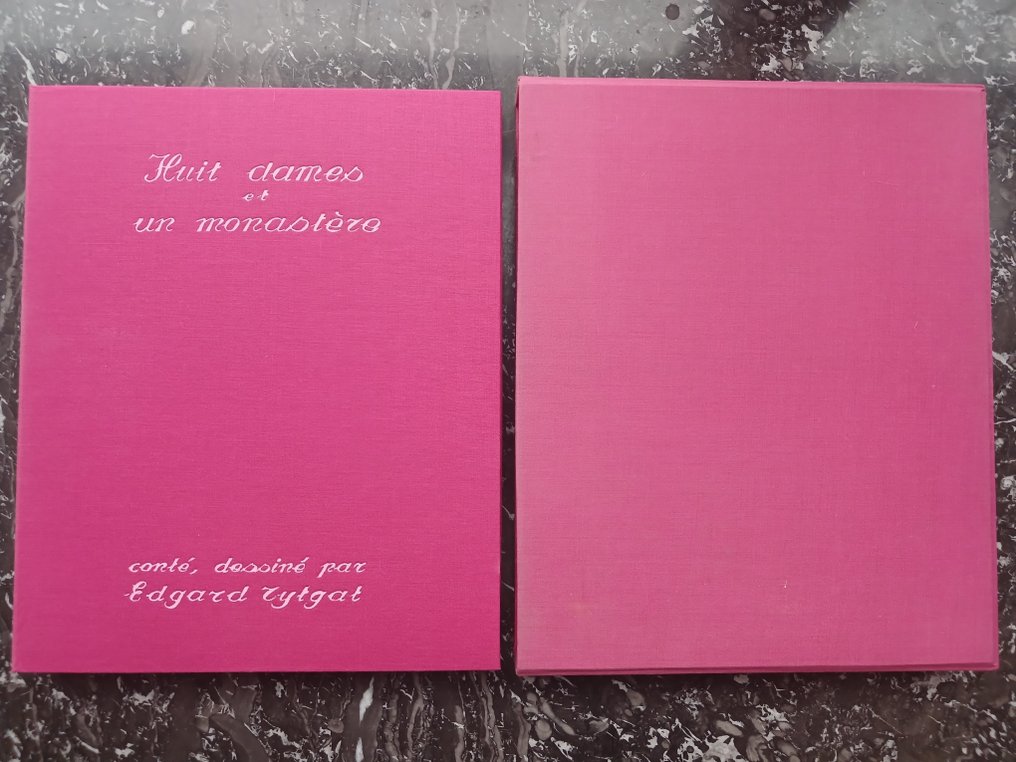 Huit dames
et
un monastère
conté, dessiné par
Edgard Tytgat